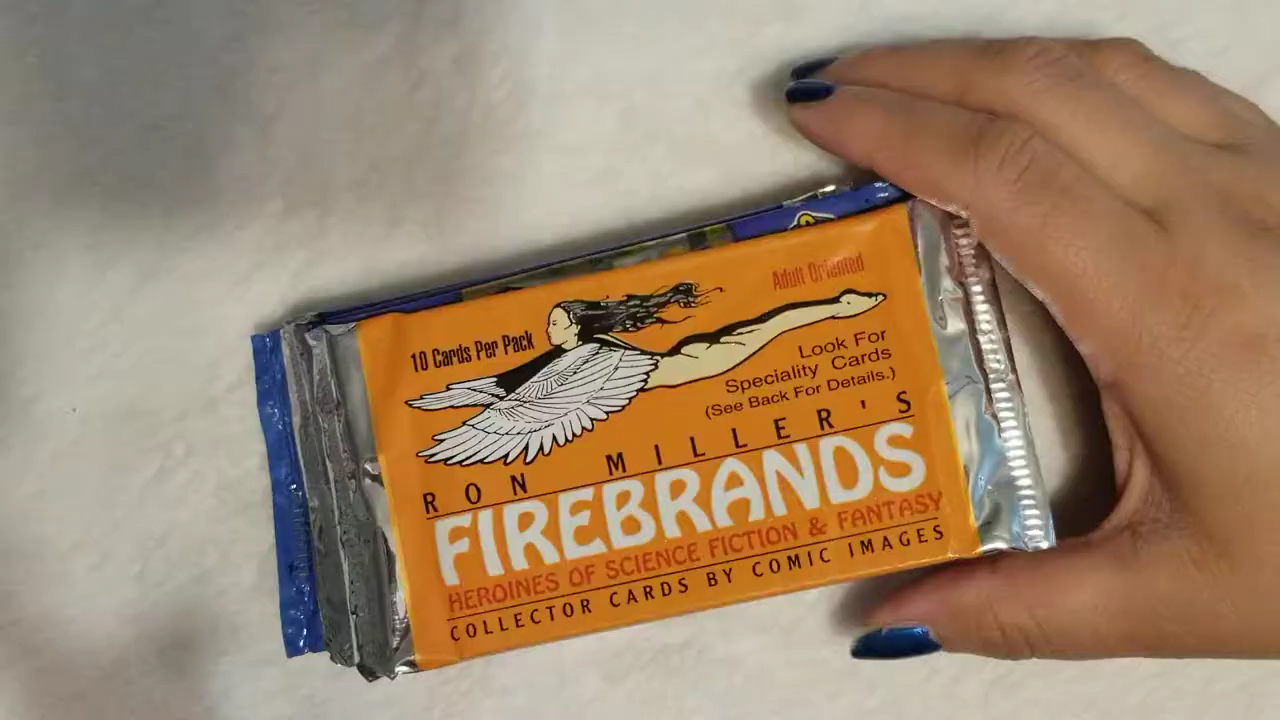 Adult Oriented
10 Cards Per Pack
Look For
Speciality Cards
(See Back For Details.)
RON MILLER'S
FIREBRANDS
HEROINES OF SCIENCE FICTION & FANTASY
COLLECTOR CARDS BY COMIC IMAGES